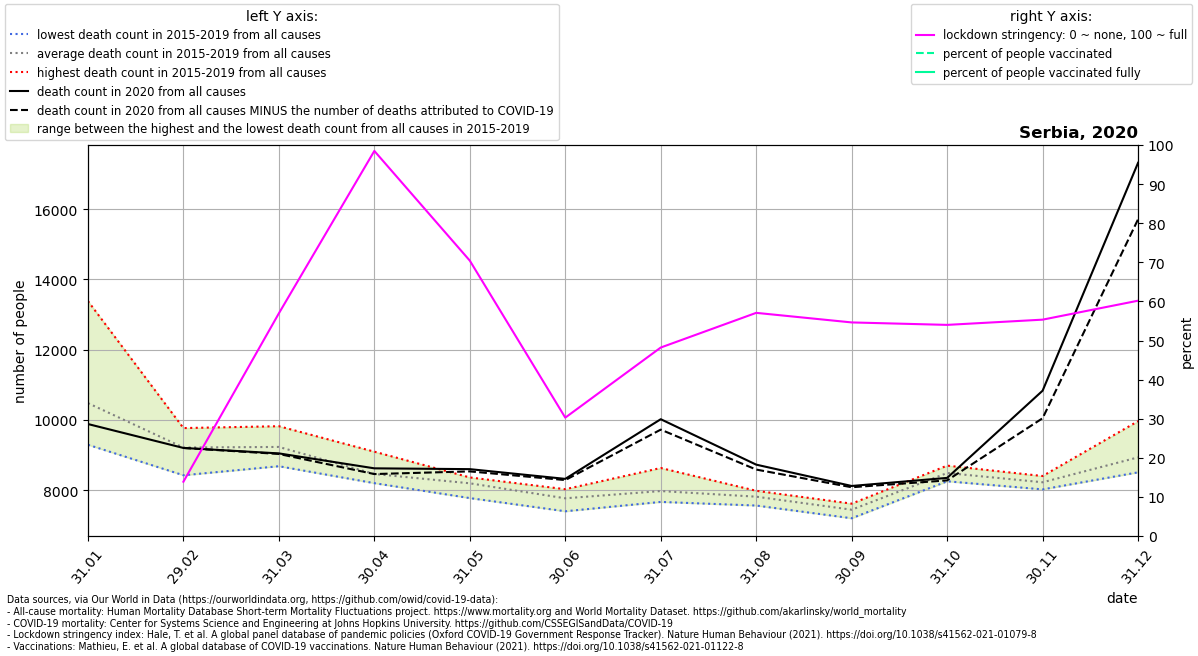 left Y axis:
lowest death count in 2015-2019 from all causes
average death count in 2015-2019 from all causes
highest death count in 2015-2019 from all causes
death count in 2020 from all causes
death count in 2020 from all causes MINUS the number of deaths attributed to COVID-19
range between the highest and the lowest death count from all causes in 2015-2019
right Y axis:
lockdown stringency: 0 ~ none, 100 ~ full
percent of people vaccinated
percent of people vaccinated fully
Serbia, 2020
number of people
16000
14000
12000
10000
8000
100
90
80
70
60
50
40
30
20
10
0
percent
31.01
29.02
31.03
30.04
31.05
30.06
31.07
31.08
30.09
31.10
30.11
31.12
date
Data sources, via Our World in Data (https://ourworldindata.org, https://github.com/owid/covid-19-data):
- All-cause mortality: Human Mortality Database Short-term Mortality Fluctuations project. https://www.mortality.org and World Mortality Dataset. https://github.com/akarlinsky/world_mortality
- COVID-19 mortality: Center for Systems Science and Engineering at Johns Hopkins University. https://github.com/CSSEGISandData/COVID-19
- Lockdown stringency index: Hale, T. et al. A global panel database of pandemic policies (Oxford COVID-19 Government Response Tracker). Nature Human Behaviour (2021). https://doi.org/10.1038/s41562-021-01079-8
- Vaccinations: Mathieu, E. et al. A global database of COVID-19 vaccinations. Nature Human Behaviour (2021). https://doi.org/10.1038/s41562-021-01122-8